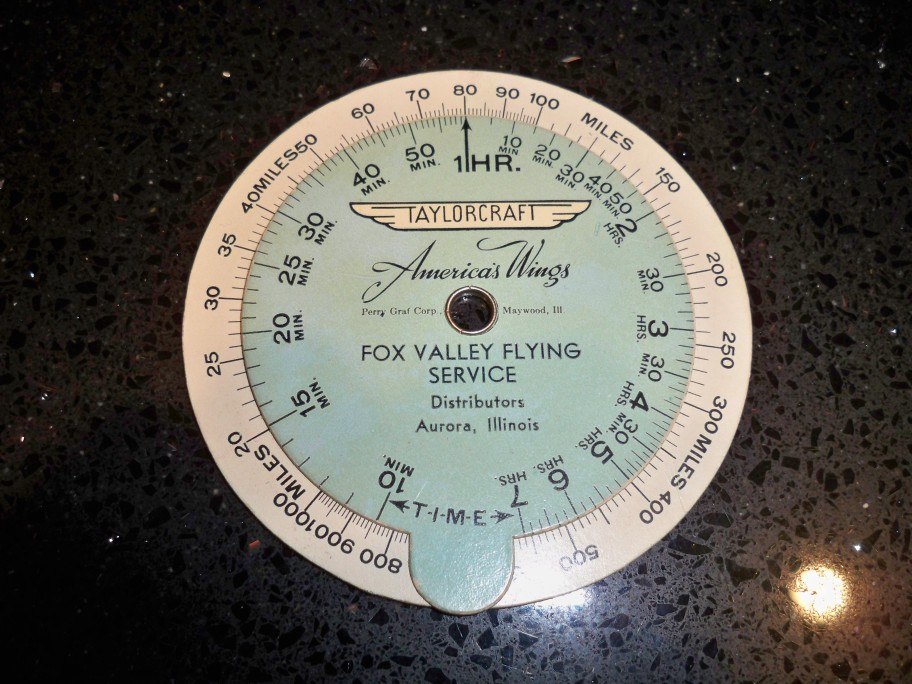 70 80 90 100 MILES 150 200 250 300 MILES 400 500
800 900 1000 MILES 20 25 30 35 40 MILES 50 60
1 HR.
10 MIN. 20 MIN. 30 MIN. 40 MIN. 50 MIN. 2 HRS. 30 MIN. 3 HRS. 30 MIN. 4 HRS. 30 MIN. 5 HRS. 6 HRS. 7 HRS.
10 MIN. 15 MIN. 20 MIN. 25 MIN. 30 MIN. 40 MIN. 50 MIN.
TAYLORCRAFT
America's Wings
Perry Graf Corp., Maywood, Ill
FOX VALLEY FLYING
SERVICE
Distributors
Aurora, Illinois
T-I-M-E